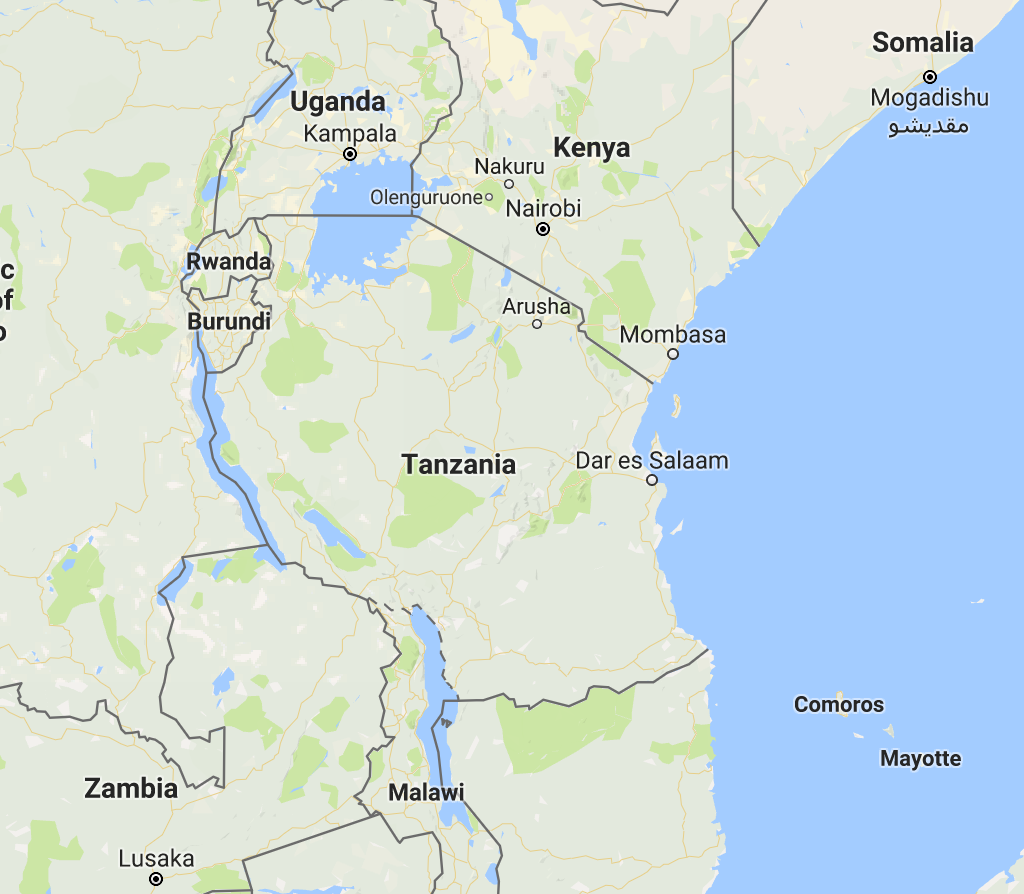 Somalia
Mogadishu
مقديشو
Uganda
Kampala
Kenya
Nakuru
Olenguruone
Nairobi
Rwanda
c
of
o
Burundi
Arusha
Mombasa
Tanzania
Dar es Salaam
Comoros
Mayotte
Zambia
Malawi
Lusaka